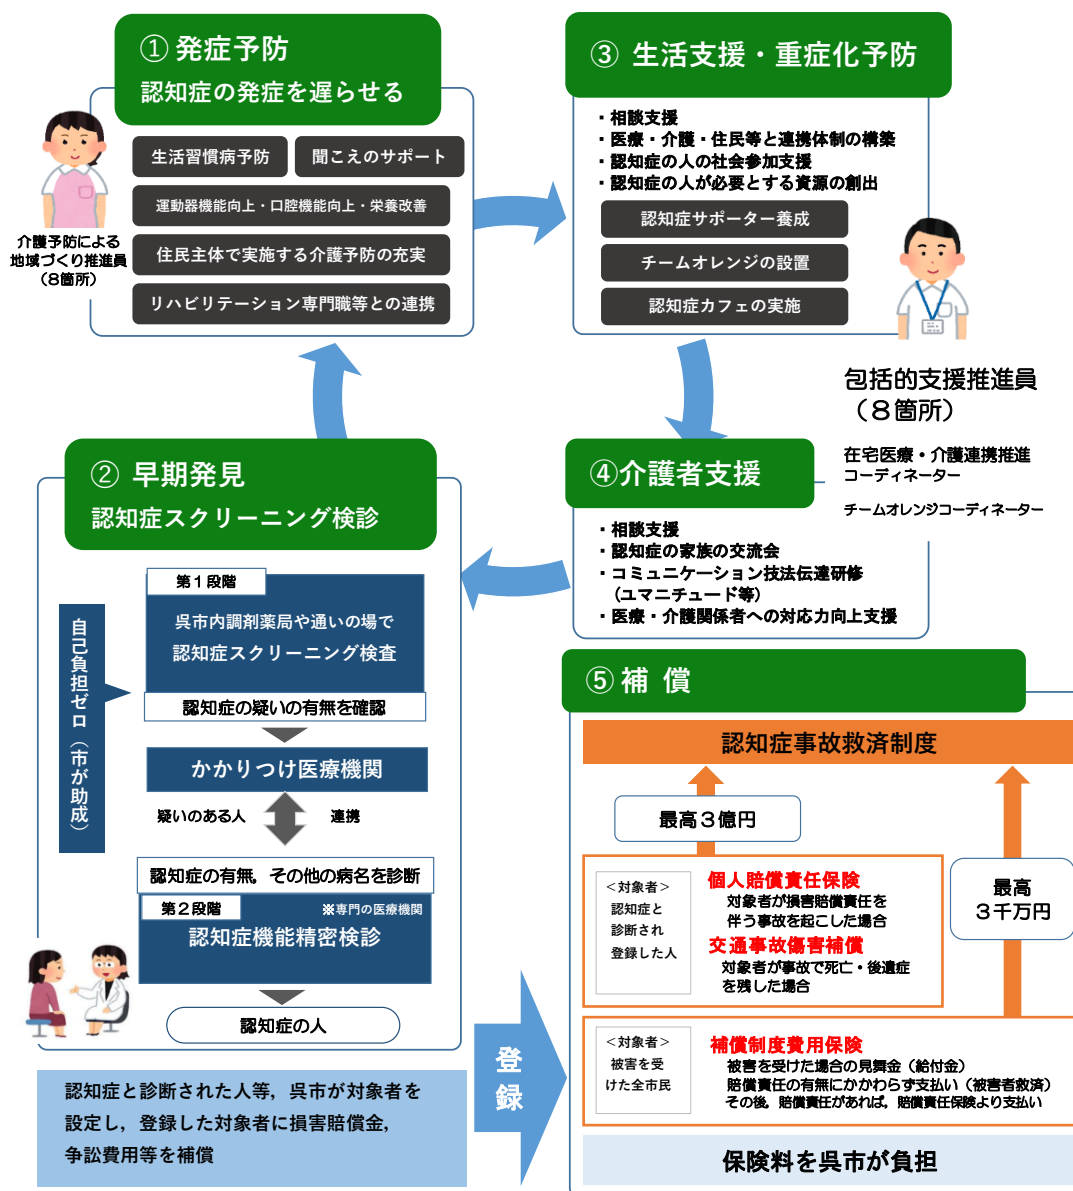 ① 発症予防
認知症の発症を遅らせる
生活習慣病予防
聞こえのサポート
運動器機能向上・口腔機能向上・栄養改善
住民主体で実施する介護予防の充実
リハビリテーション専門職等との連携
介護予防による
地域づくり推進員
（8箇所）
② 早期発見
認知症スクリーニング検診
自己負担ゼロ（市が助成）
第１段階
呉市内調剤薬局や通いの場で
認知症スクリーニング検査
認知症の疑いの有無を確認
かかりつけ医療機関
疑いのある人
連携
認知症の有無，その他の病名を診断
第２段階
※専門の医療機関
認知症機能精密検診
認知症の人
認知症と診断された人等，呉市が対象者を
設定し，登録した対象者に損害賠償金，
争訟費用等を補償
登録
③ 生活支援・重症化予防
・相談支援
・医療・介護・住民等と連携体制の構築
・認知症の人の社会参加支援
・認知症の人が必要とする資源の創出
認知症サポーター養成
チームオレンジの設置
認知症カフェの実施
包括的支援推進員
（８箇所）
在宅医療・介護連携推進
コーディネーター
チームオレンジコーディネーター
④介護者支援
・相談支援
・認知症の家族の交流会
・コミュニケーション技法伝達研修
（ユマニチュード等）
・医療・介護関係者への対応力向上支援
⑤ 補 償
認知症事故救済制度
最高３億円
最高
３千万円
＜対象者＞
認知症と
診断され
登録した人
個人賠償責任保険
対象者が損害賠償責任を
伴う事故を起こした場合
交通事故傷害補償
対象者が事故で死亡・後遺症
を残した場合
＜対象者＞
被害を受
けた全市民
補償制度費用保険
被害を受けた場合の見舞金（給付金）
賠償責任の有無にかかわらず支払い（被害者救済）
その後，賠償責任があれば，賠償責任保険より支払い
保険料を呉市が負担